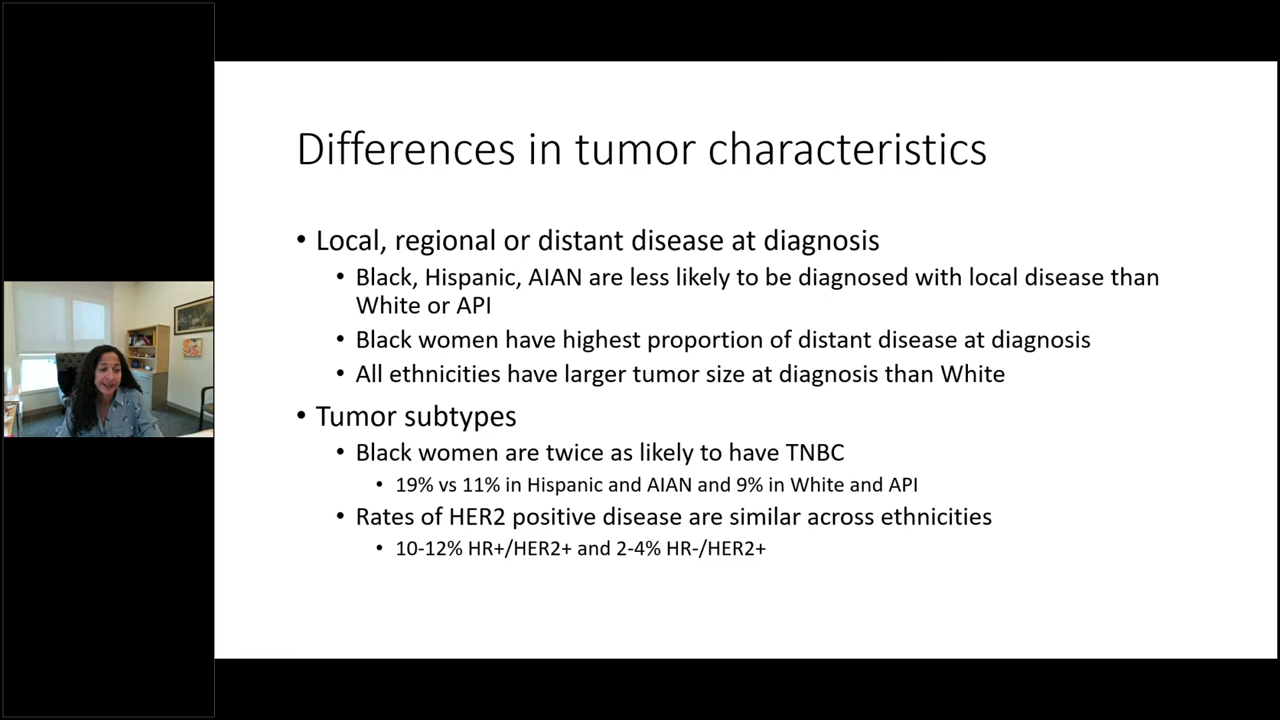 Differences in tumor characteristics
• Local, regional or distant disease at diagnosis
• Black, Hispanic, AIAN are less likely to be diagnosed with local disease than
White or API
• Black women have highest proportion of distant disease at diagnosis
• All ethnicities have larger tumor size at diagnosis than White
• Tumor subtypes
• Black women are twice as likely to have TNBC
• 19% vs 11% in Hispanic and AIAN and 9% in White and API
• Rates of HER2 positive disease are similar across ethnicities
• 10-12% HR+/HER2+ and 2-4% HR-/HER2+